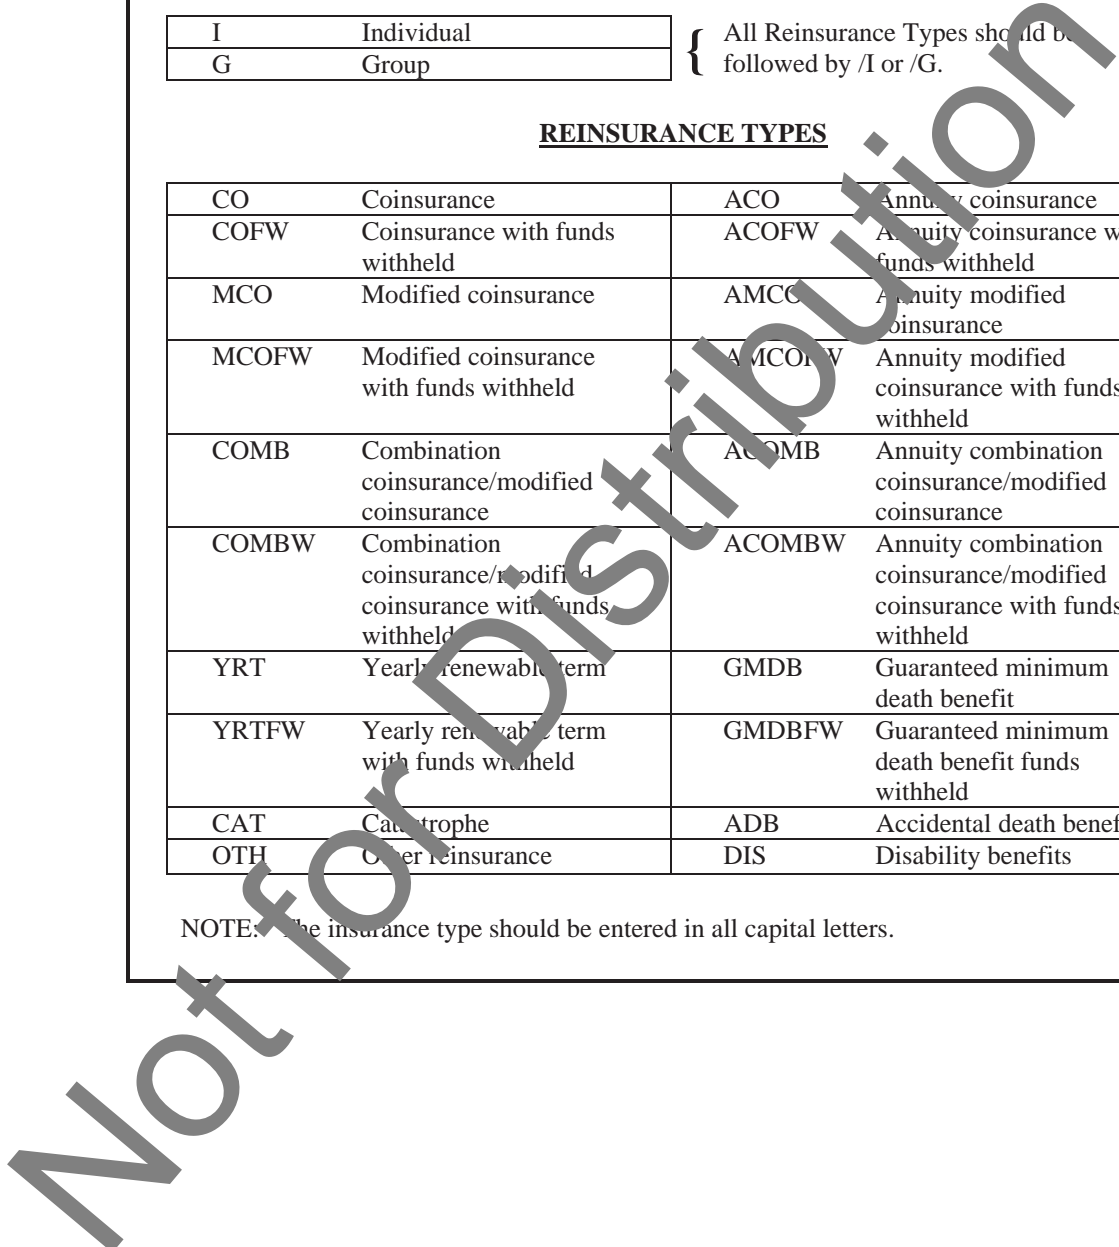 I Individual { All Reinsurance Types should be
G Group followed by /I or /G.
REINSURANCE TYPES
CO Coinsurance ACO Annuity coinsurance
COFW Coinsurance with funds ACOFW Annuity coinsurance
withheld funds withheld
MCO Modified coinsurance AMCO Annuity modified
coinsurance
MCOFW Modified coinsurance AMCOFW Annuity modified
with funds withheld coinsurance with funds
withheld
COMB Combination ACOMB Annuity combination
coinsurance/modified coinsurance/modified
coinsurance coinsurance
COMBW Combination ACOMBW Annuity combination
coinsurance/modified coinsurance/modified
coinsurance with funds coinsurance with funds
withheld withheld
YRT Yearly renewable term GMDB Guaranteed minimum
death benefit
YRTFW Yearly renewable term GMDBFW Guaranteed minimum
with funds withheld death benefit funds
withheld
CAT Catastrophe ADB Accidental death
OTH Other reinsurance DIS Disability benefits
NOTE: The insurance type should be entered in all capital letters.
Not for Distribution